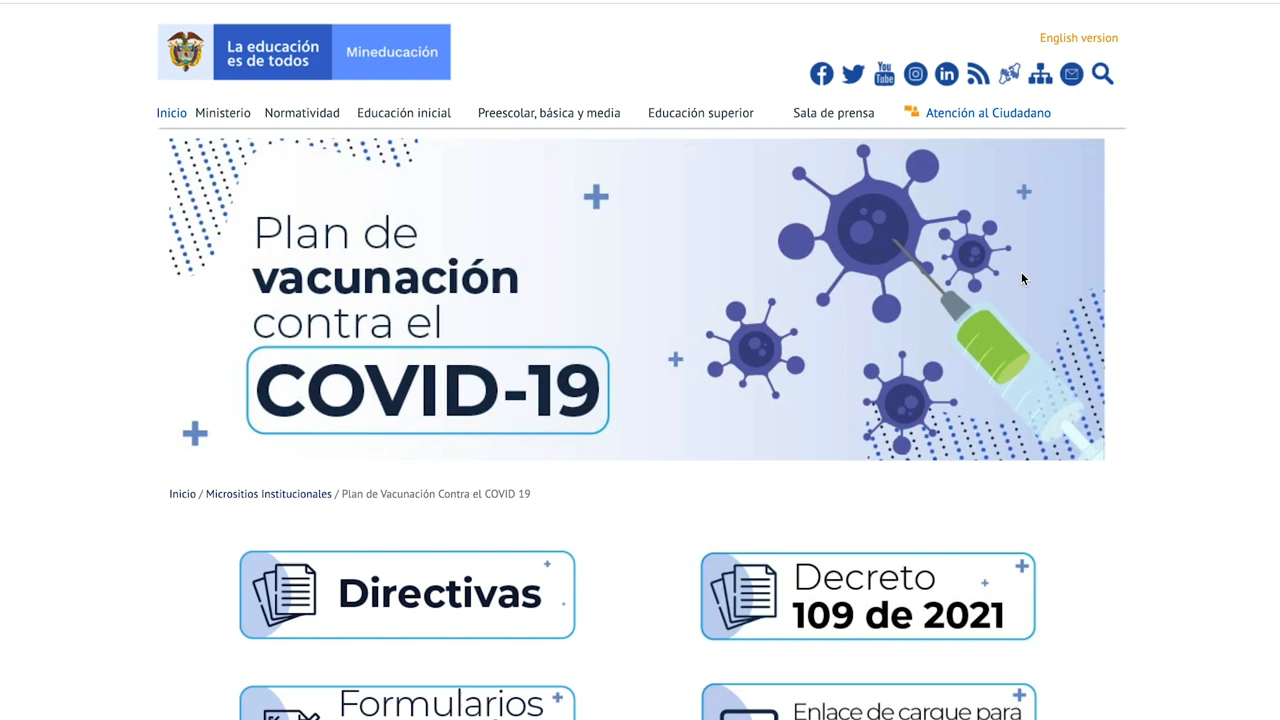 La educación
es de todos
Mineducación
English version
You
Tube
Inicio Ministerio Normatividad Educación inicial Preescolar, básica y media Educación superior Sala de prensa Atención al Ciudadano
Plan de
vacunación
contra el
COVID-19
Inicio / Micrositios Institucionales / Plan de Vacunación Contra el COVID 19
Directivas
Decreto
109 de 2021
Formularios
Enlace de cargue para